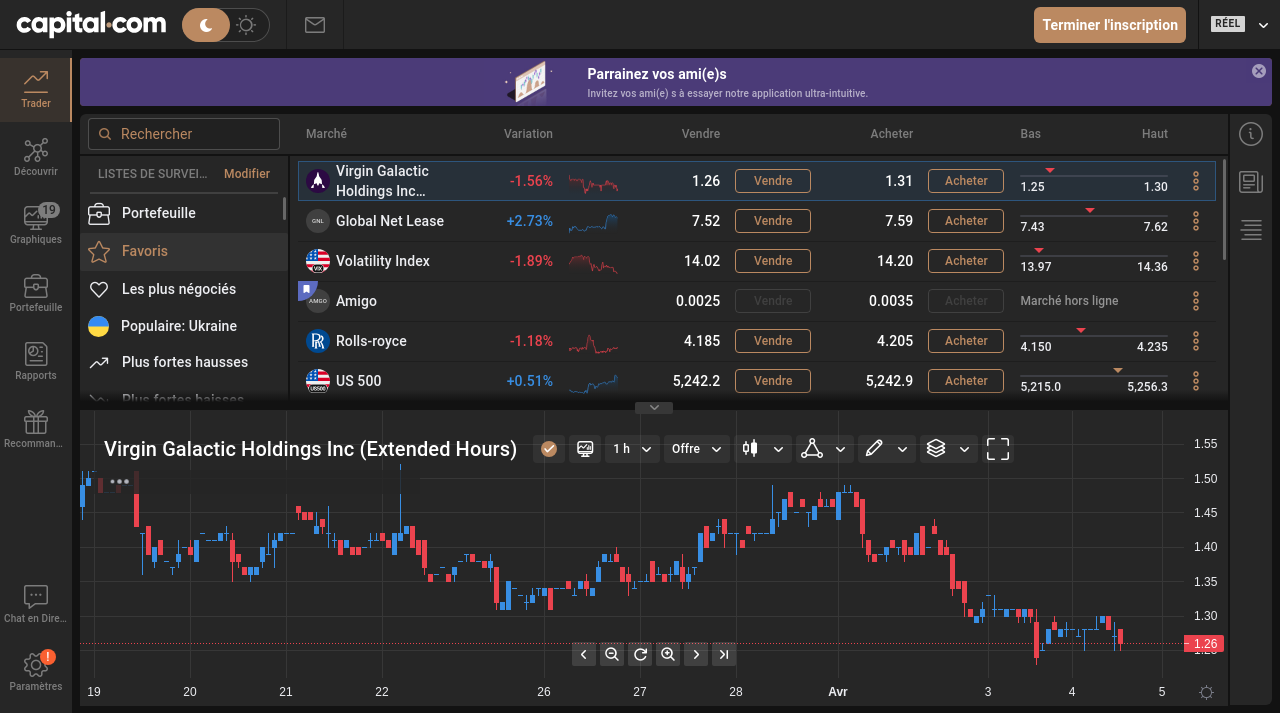 capital.com
Terminer l'inscription
RÉEL
Trader
Découvrir
19
Graphiques
Portefeuille
Rapports
Recomman...
Chat en Dire...
!
Paramètres
Parrainez vos ami(e)s
Invitez vos ami(e) s à essayer notre application ultra-intuitive.
Rechercher
LISTES DE SURVEI...
Modifier
Portefeuille
Favoris
Les plus négociés
Populaire: Ukraine
Plus fortes hausses
Plus fortes baisses
Marché Variation Vendre Acheter Bas Haut
Virgin Galactic
Holdings Inc...
-1.56% 1.26 Vendre 1.31 Acheter 1.25 1.30
GNL Global Net Lease +2.73% 7.52 Vendre 7.59 Acheter 7.43 7.62
VIX Volatility Index -1.89% 14.02 Vendre 14.20 Acheter 13.97 14.36
AMGO Amigo 0.0025 Vendre 0.0035 Acheter Marché hors ligne
Rolls-royce -1.18% 4.185 Vendre 4.205 Acheter 4.150 4.235
US500 US 500 +0.51% 5,242.2 Vendre 5,242.9 Acheter 5,215.0 5,256.3
Virgin Galactic Holdings Inc (Extended Hours)
1 h
Offre
1.55
1.50
1.45
1.40
1.35
1.30
1.26
19 20 21 22 26 27 28 Avr 3 4 5